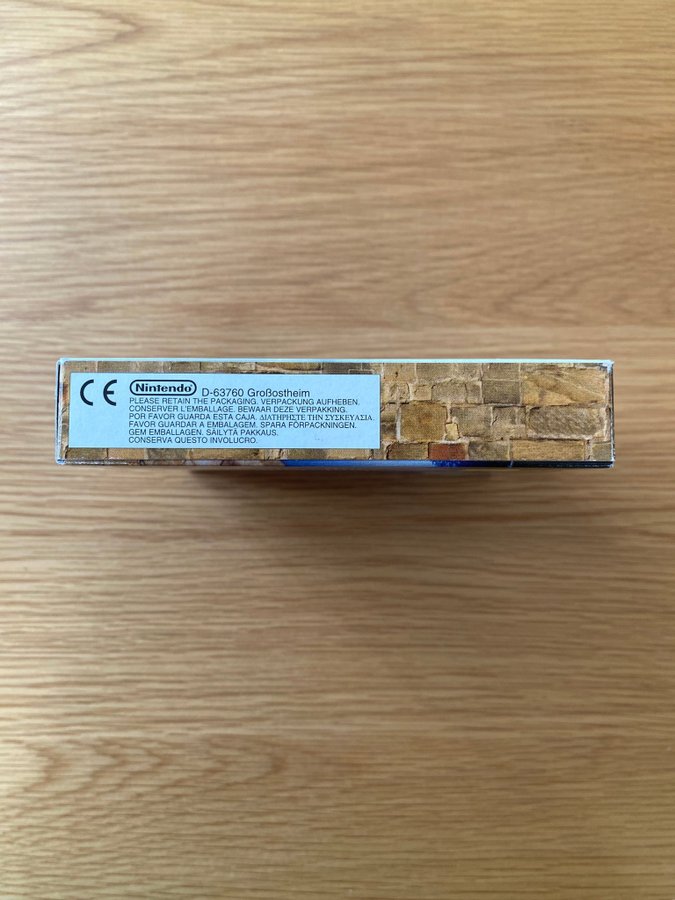 CE
Nintendo D-63760 Großostheim
PLEASE RETAIN THE PACKAGING. VERPACKUNG AUFHEBEN.
CONSERVER L'EMBALLAGE. BEWAAR DEZE VERPAKKING.
POR FAVOR GUARDA ESTA CAJA. ΔΙΑΤΗΡΗΣΤΕ ΤΗΝ ΣΥΣΚΕΥΑΣΙΑ.
FAVOR GUARDAR A EMBALAGEM. SPARA FÖRPACKNINGEN.
GEM EMBALLAGEN. SÄILYTÄ PAKKAUS.
CONSERVA QUESTO INVOLUCRO.